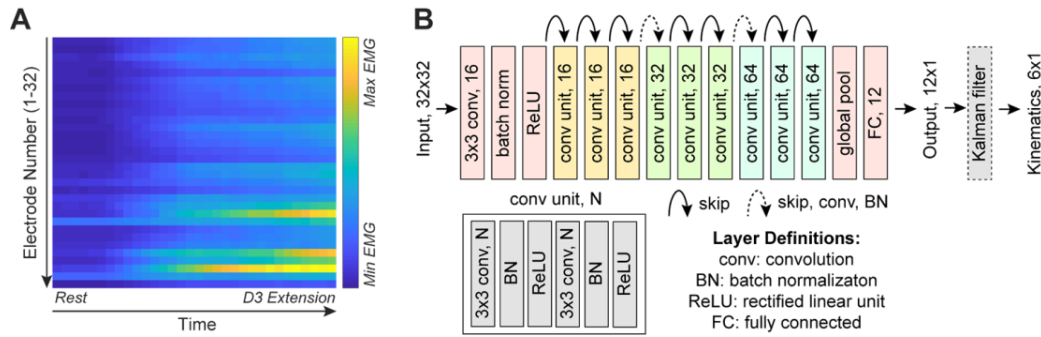 A
Electrode Number (1-32)
Rest
D3 Extension
Time
Max EMG
Min EMG
B
Input, 32x32
3x3 conv, 16
batch norm
ReLU
conv unit, 16
conv unit, 16
conv unit, 16
conv unit, 32
conv unit, 32
conv unit, 32
conv unit, 64
conv unit, 64
conv unit, 64
global pool
FC, 12
Output, 12x1
Kalman filter
Kinematics, 6x1
conv unit, N
3x3 conv, N
BN
ReLU
3x3 conv, N
BN
ReLU
skip
skip, conv, BN
Layer Definitions:
conv: convolution
BN: batch normalizaton
ReLU: rectified linear unit
FC: fully connected